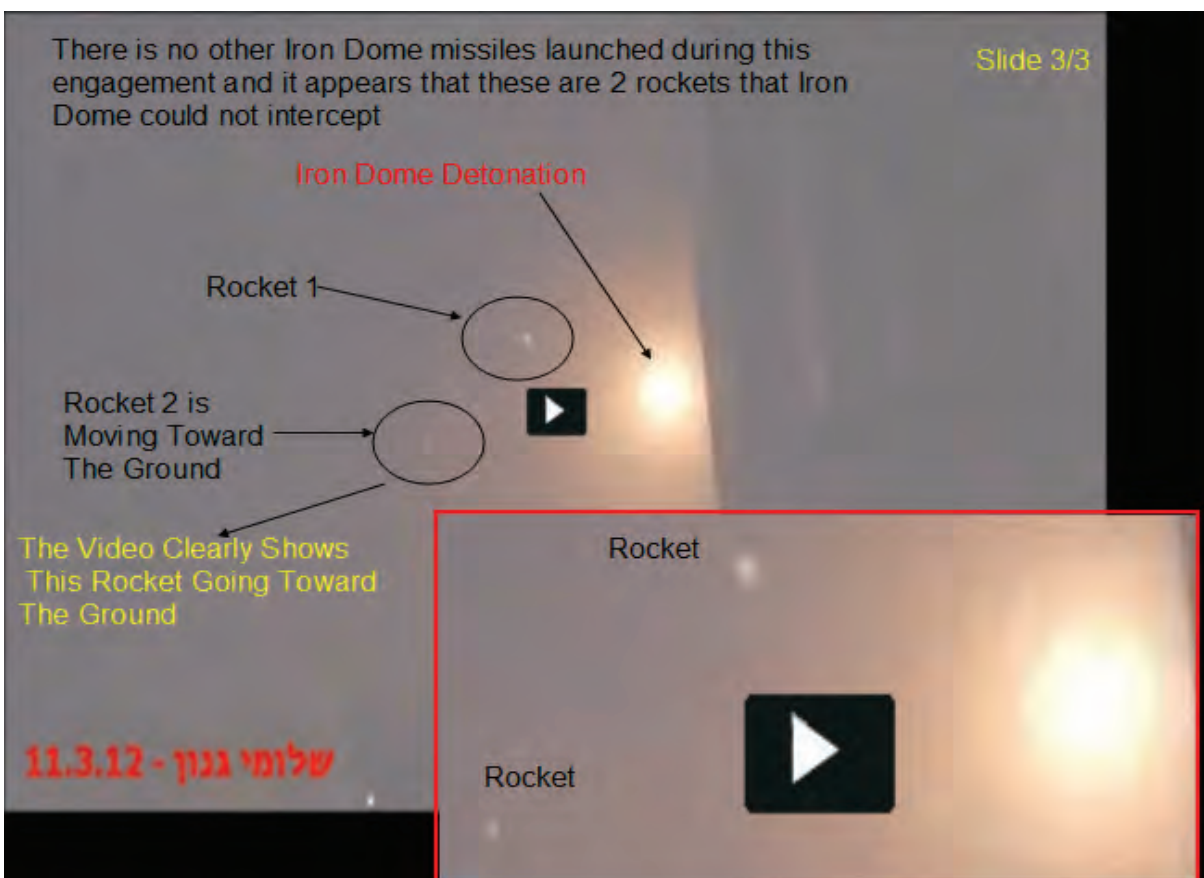 There is no other Iron Dome missiles launched during this
engagement and it appears that these are 2 rockets that Iron
Dome could not intercept
Slide 3/3
Iron Dome Detonation
Rocket 1
Rocket 2 is
Moving Toward
The Ground
The Video Clearly Shows
This Rocket Going Toward
The Ground
Rocket
Rocket
שלומי גנון - 11.3.12